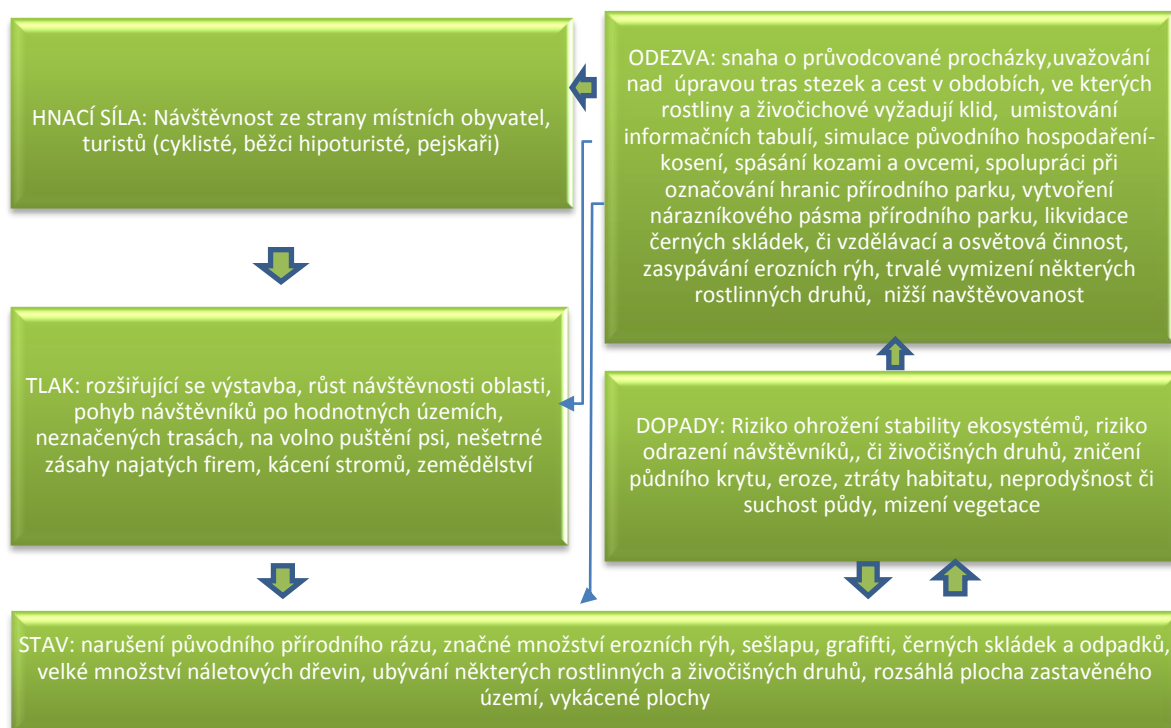 HNACÍ SÍLA: Návštěvnost ze strany místních obyvatel,
turistů (cyklisté, běžci hipoturisté, pejskaři)
TLAK: rozšiřující se výstavba, růst návštěvnosti oblasti,
pohyb návštěvníků po hodnotných územích,
neznačených trasách, na volno puštění psi, nešetrné
zásahy najatých firem, kácení stromů, zemědělství
ODEZVA: snaha o průvodcované procházky,uvažování
nad úpravou tras stezek a cest v obdobích, ve kterých
rostliny a živočichové vyžadují klid, umistování
informačních tabulí, simulace původního hospodaření-
kosení, spásání kozami a ovcemi, spolupráci při
označování hranic přírodního parku, vytvoření
nárazníkového pásma přírodního parku, likvidace
černých skládek, či vzdělávací a osvětová činnost,
zasypávání erozních rýh, trvalé vymizení některých
rostlinných druhů, nižší navštěvovanost
DOPADY: Riziko ohrožení stability ekosystémů, riziko
odrazení návštěvníků,, či živočišných druhů, zničení
půdního krytu, eroze, ztráty habitatu, neprodyšnost či
suchost půdy, mizení vegetace
STAV: narušení původního přírodního rázu, značné množství erozních rýh, sešlapu, grafifti, černých skládek a odpadků,
velké množství náletových dřevin, ubývání některých rostlinných a živočišných druhů, rozsáhlá plocha zastavěného
území, vykácené plochy